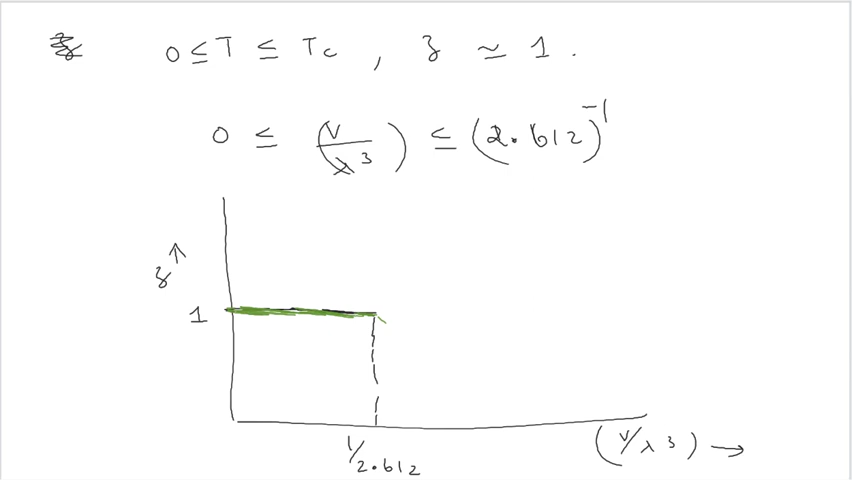 0 ≤ T ≤ Tc , z ≃ 1 .
0 ≤ (v/λ³) ≤ (2.612)⁻¹
z ↑
1
1/2.612
(v/λ³) →